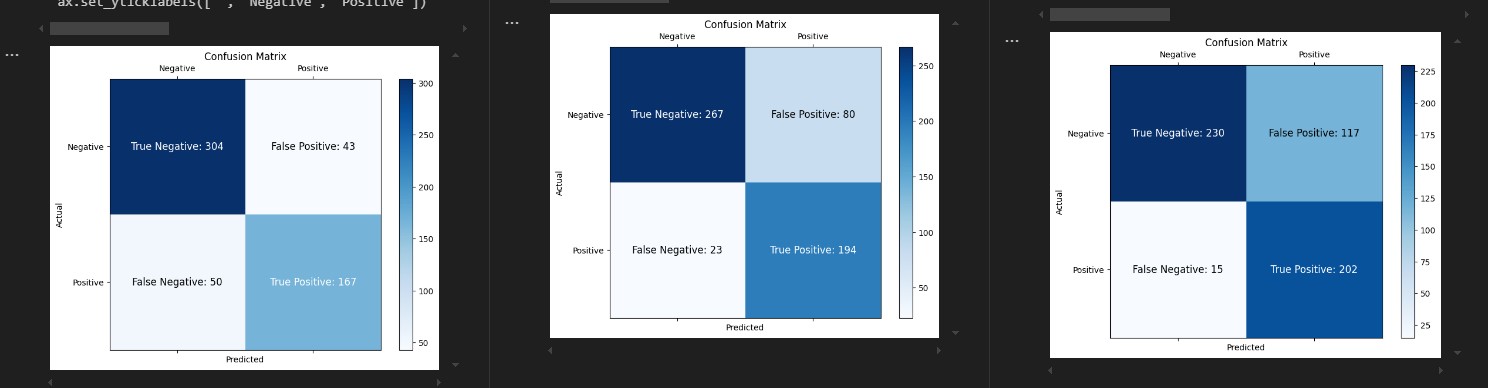 ax.set_yticklabels([' ', 'Negative', 'Positive'])
Confusion Matrix
Negative Positive
Negative
True Negative: 304
False Positive: 43
Actual
Positive
False Negative: 50
True Positive: 167
Predicted
300
250
200
150
100
50
Confusion Matrix
Negative Positive
Negative
True Negative: 267
False Positive: 80
Actual
Positive
False Negative: 23
True Positive: 194
Predicted
250
200
150
100
50
Confusion Matrix
Negative Positive
Negative
True Negative: 230
False Positive: 117
Actual
Positive
False Negative: 15
True Positive: 202
Predicted
225
200
175
150
125
100
75
50
25